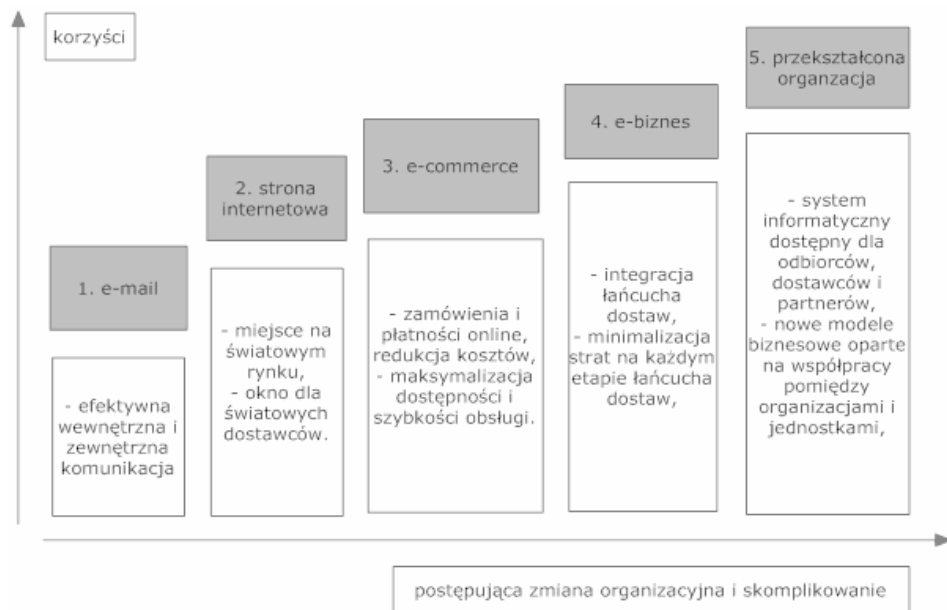 korzyści
1. e-mail
- efektywna
wewnętrzna i
zewnętrzna
komunikacja
2. strona
internetowa
- miejsce na
światowym
rynku,
- okno dla
światowych
dostawców.
3. e-commerce
- zamówienia i
płatności online,
redukcja kosztów,
- maksymalizacja
dostępności i
szybkości obsługi.
4. e-biznes
- integracja
łańcucha
dostaw,
- minimalizacja
strat na każdym
etapie łańcucha
dostaw,
5. przekształcona
organzacja
- system
informatyczny
dostępny dla
odbiorców,
dostawców i
partnerów,
- nowe modele
biznesowe oparte
na współpracy
pomiędzy
organizacjami i
jednostkami,
postępująca zmiana organizacyjna i skomplikowanie